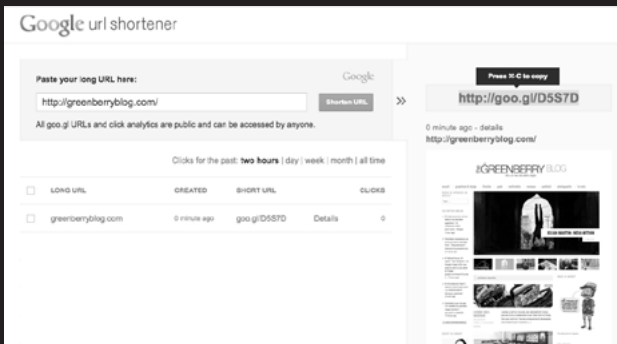 Google url shortener
Paste your long URL here:
Google
http://greenberryblog.com/
Shorten URL
All goo.gl URLs and click analytics are public and can be accessed by anyone.
Clicks for the past: two hours | day | week | month | all time
LONG URL CREATED SHORT URL CLICKS
greenberryblog.com 0 minute ago goo.gl/D5S7D Details 0
»
Press ⌘-C to copy
http://goo.gl/D5S7D
0 minute ago - details
http://greenberryblog.com/
THE GREENBERRY BLOG